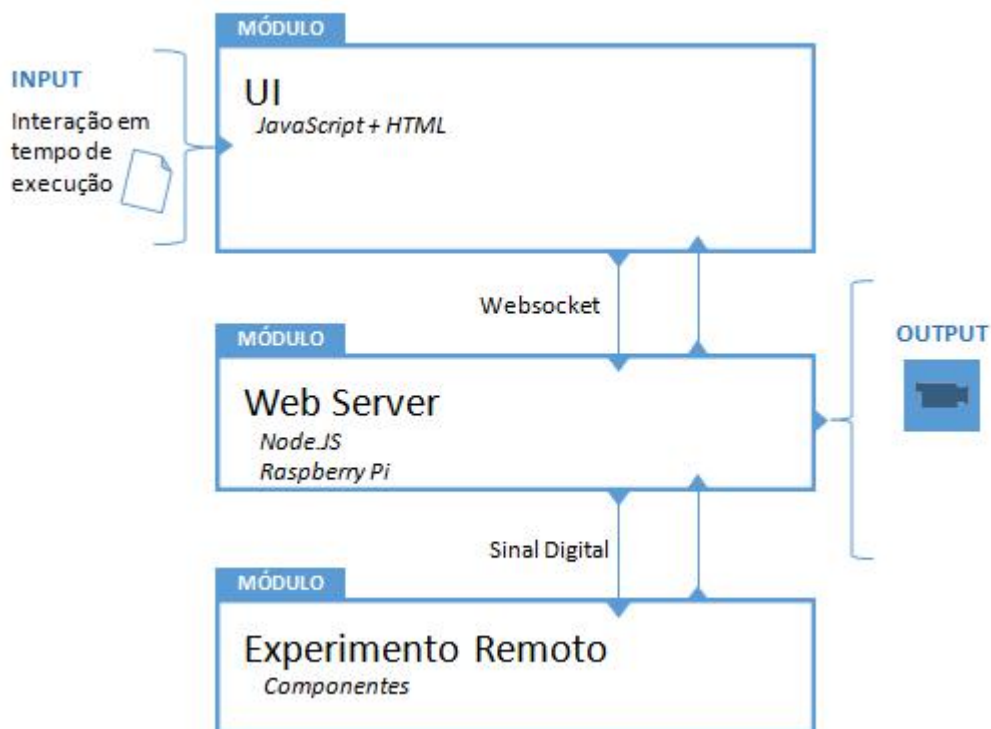 MÓDULO
INPUT
Interação em
tempo de
execução
UI
JavaScript + HTML
Websocket
MÓDULO
Web Server
Node.JS
Raspberry Pi
OUTPUT
Sinal Digital
MÓDULO
Experimento Remoto
Componentes